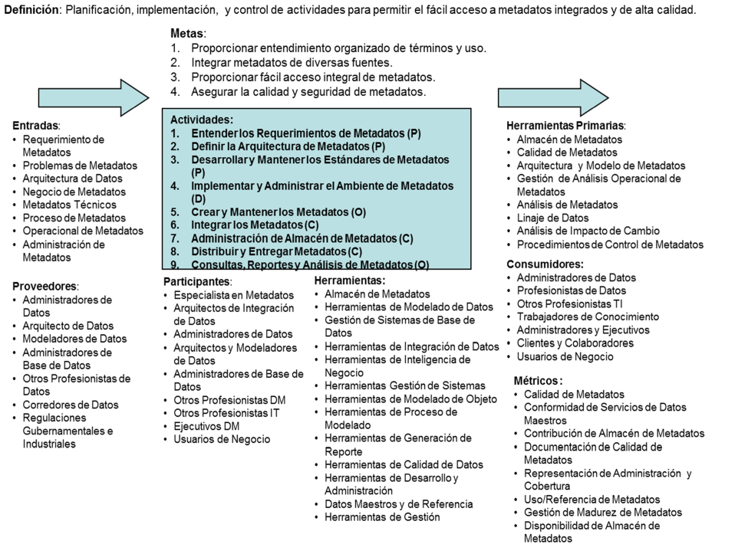 Definición: Planificación, implementación, y control de actividades para permitir el fácil acceso a metadatos integrados y de alta calidad.
Metas:
1. Proporcionar entendimiento organizado de términos y uso.
2. Integrar metadatos de diversas fuentes.
3. Proporcionar fácil acceso integral de metadatos.
4. Asegurar la calidad y seguridad de metadatos.
Entradas:
• Requerimiento de
Metadatos
• Problemas de Metadatos
• Arquitectura de Datos
• Negocio de Metadatos
• Metadatos Técnicos
• Proceso de Metadatos
• Operacional de Metadatos
• Administración de
Metadatos
Proveedores:
• Administradores de
Datos
• Arquitecto de Datos
• Modeladores de Datos
• Administradores de
Base de Datos
• Otros Profesionistas de
Datos
• Corredores de Datos
• Regulaciones
Gubernamentales e
Industriales
Actividades:
1. Entender los Requerimientos de Metadatos (P)
2. Definir la Arquitectura de Metadatos (P)
3. Desarrollar y Mantener los Estándares de Metadatos
(P)
4. Implementar y Administrar el Ambiente de Metadatos
(D)
5. Crear y Mantener los Metadatos (O)
6. Integrar los Metadatos (C)
7. Administración de Almacén de Metadatos (C)
8. Distribuir y Entregar Metadatos (C)
9. Consultas, Reportes y Análisis de Metadatos (O)
Participantes:
• Especialista en Metadatos
• Arquitectos de Integración
de Datos
• Administradores de Datos
• Arquitectos y Modeladores
de Datos
• Administradores de Base de
Datos
• Otros Profesionistas DM
• Otros Profesionistas IT
• Ejecutivos DM
• Usuarios de Negocio
Herramientas:
• Almacén de Metadatos
• Herramientas de Modelado de Datos
• Gestión de Sistemas de Base de
Datos
• Herramientas de Integración de Datos
• Herramientas de Inteligencia de
Negocio
• Herramientas Gestión de Sistemas
• Herramientas de Modelado de Objeto
• Herramientas de Proceso de
Modelado
• Herramientas de Generación de
Reporte
• Herramientas de Calidad de Datos
• Herramientas de Desarrollo y
Administración
• Datos Maestros y de Referencia
• Herramientas de Gestión
Herramientas Primarias:
• Almacén de Metadatos
• Calidad de Metadatos
• Arquitectura y Modelo de Metadatos
• Gestión de Análisis Operacional de
Metadatos
• Análisis de Metadatos
• Linaje de Datos
• Análisis de Impacto de Cambio
• Procedimientos de Control de Metadatos
Consumidores:
• Administradores de Datos
• Profesionistas de Datos
• Otros Profesionistas TI
• Trabajadores de Conocimiento
• Administradores y Ejecutivos
• Clientes y Colaboradores
• Usuarios de Negocio
Métricos:
• Calidad de Metadatos
• Conformidad de Servicios de Datos
Maestros
• Contribución de Almacén de Metadatos
• Documentación de Calidad de
Metadatos
• Representación de Administración y
Cobertura
• Uso/Referencia de Metadatos
• Gestión de Madurez de Metadatos
• Disponibilidad de Almacén de
Metadatos